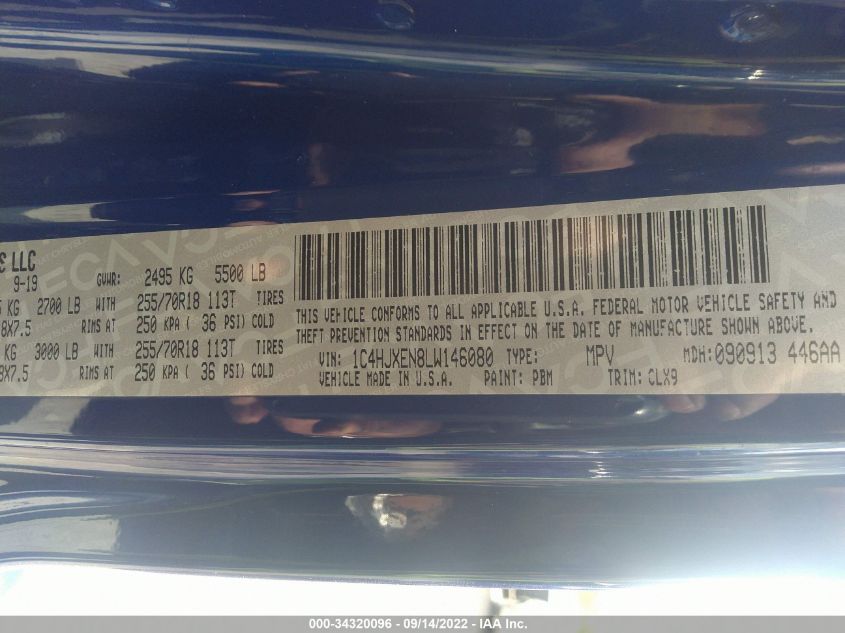 E LLC
9-19 GVWR: 2495 KG 5500 LB
KG 2700 LB WITH 255/70R18 113T TIRES
8X7.5 RIMS AT 250 KPA ( 36 PSI) COLD
KG 3000 LB WITH 255/70R18 113T TIRES
8X7.5 RIMS AT 250 KPA ( 36 PSI) COLD
THIS VEHICLE CONFORMS TO ALL APPLICABLE U.S.A. FEDERAL MOTOR VEHICLE SAFETY AND
THEFT PREVENTION STANDARDS IN EFFECT ON THE DATE OF MANUFACTURE SHOWN ABOVE.
VIN: 1C4HJXEN8LW146080 TYPE: MPV MDH: 090913 446AA
VEHICLE MADE IN U.S.A. PAINT: PBM TRIM: CLX9
000-34320096 - 09/14/2022 - IAA Inc.